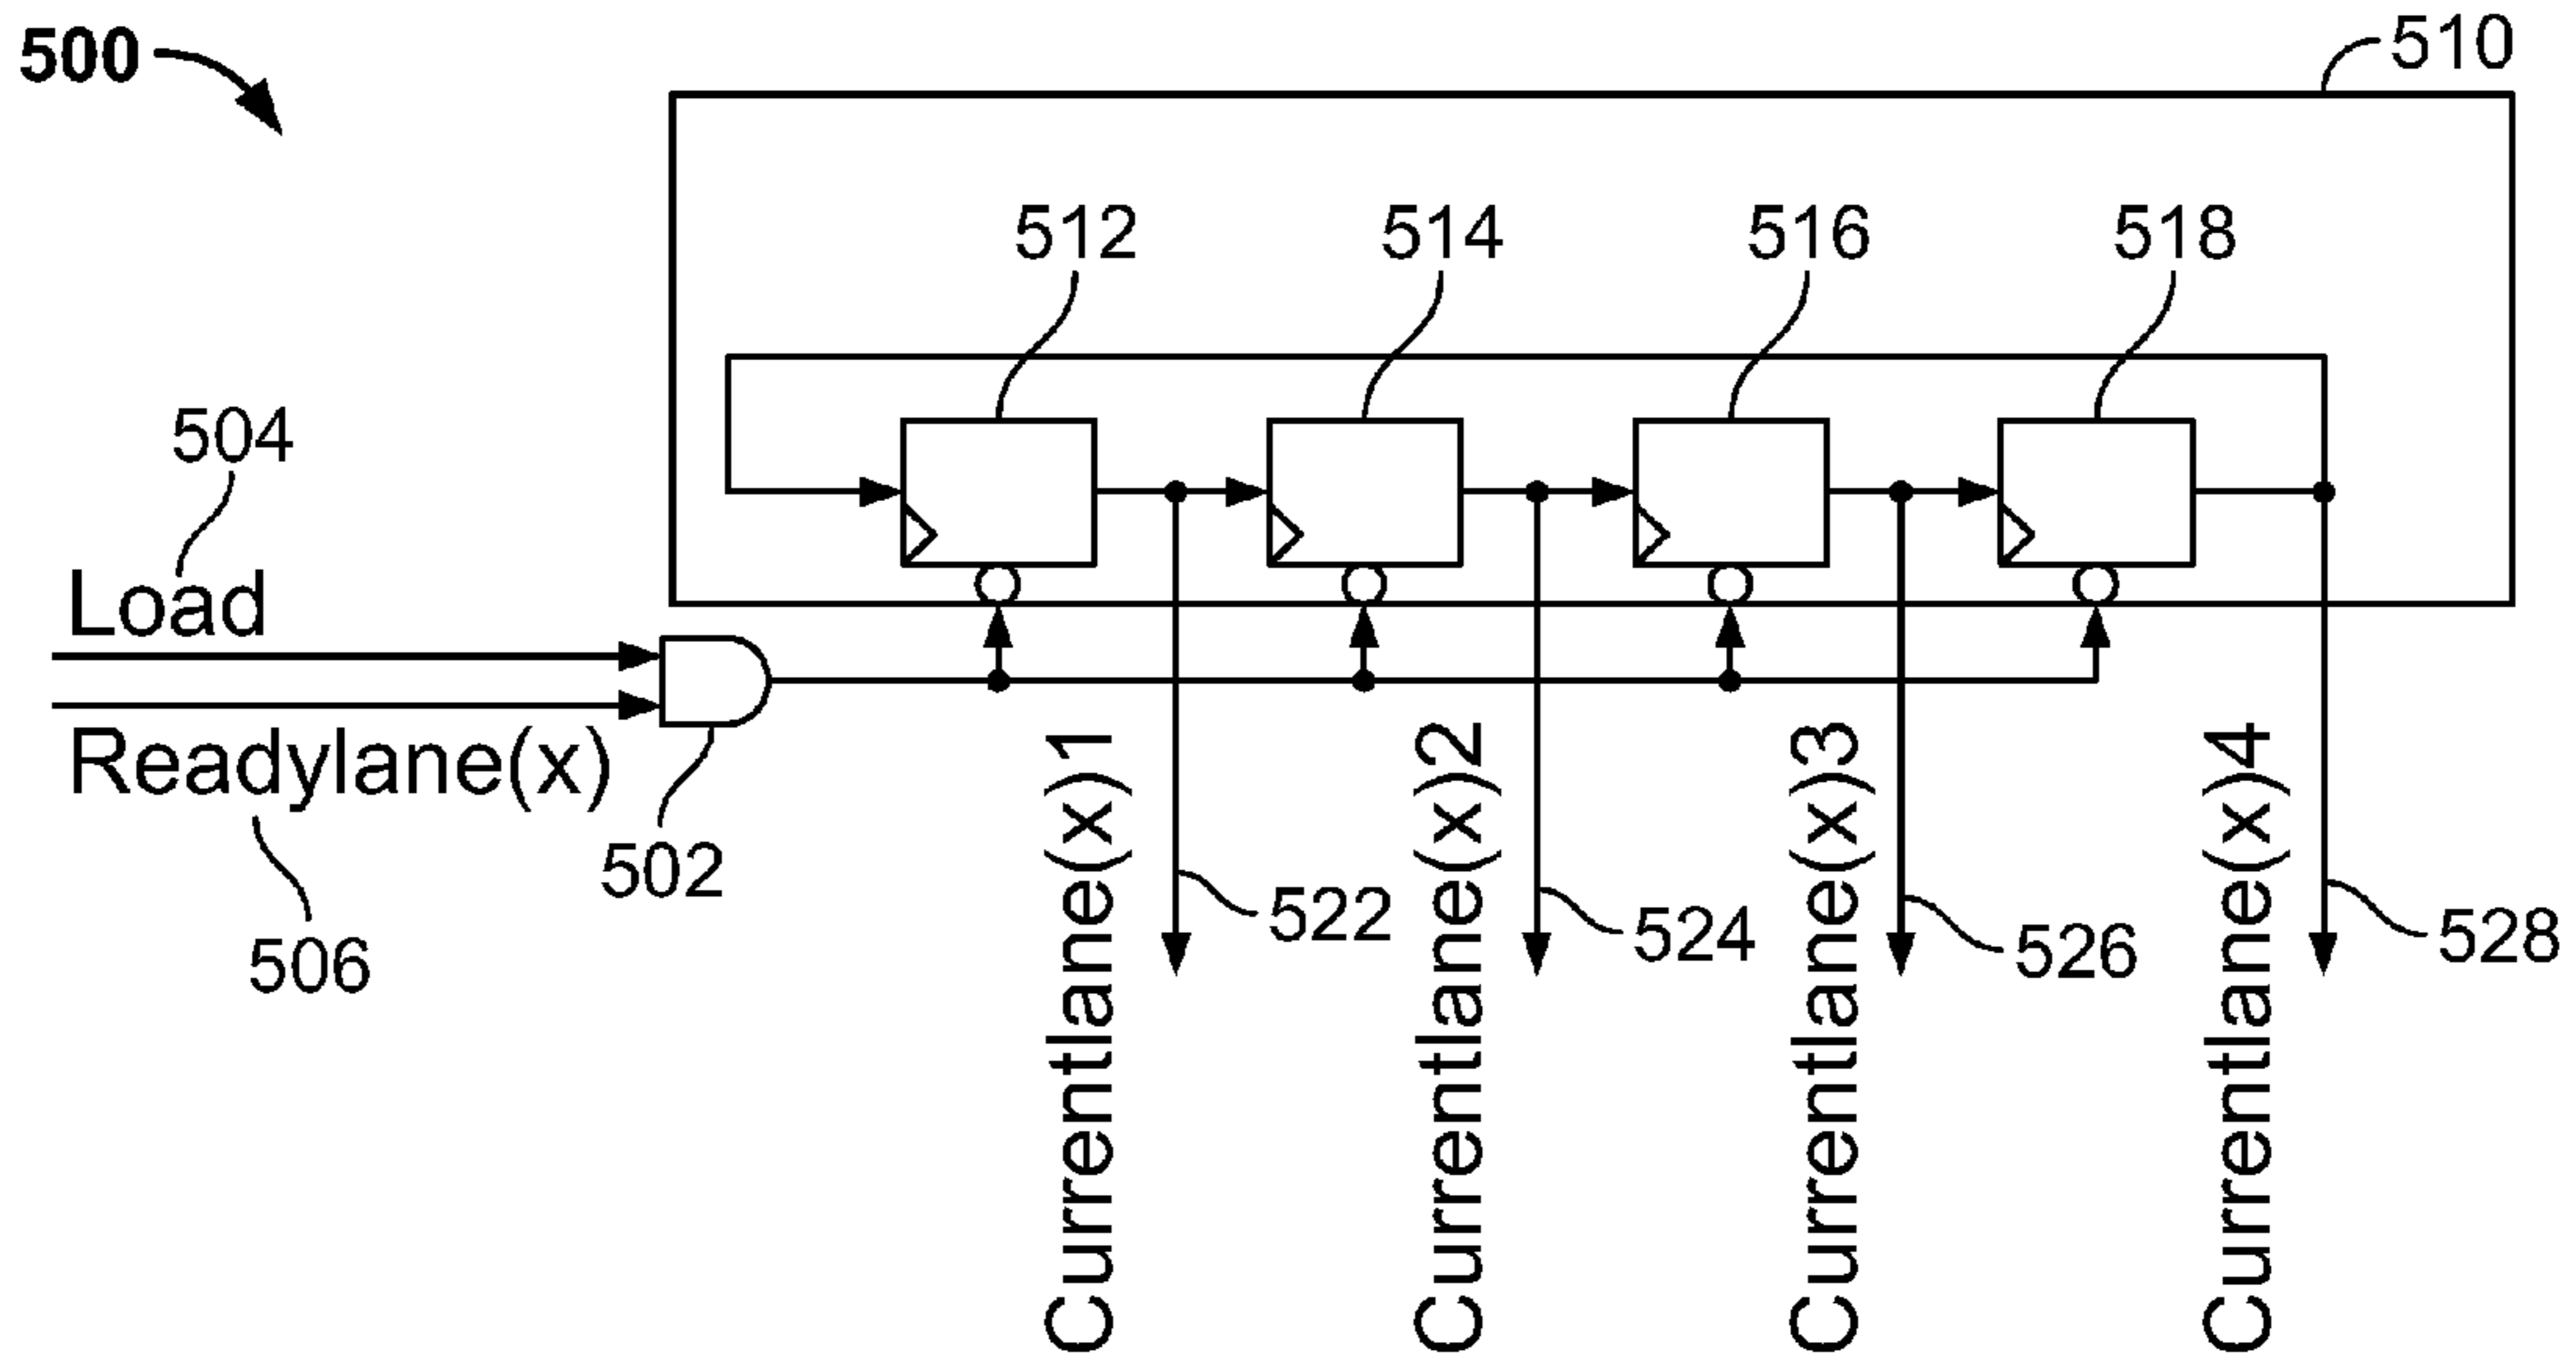 500
510
512
514
516
518
504
Load
Readylane(x)
502
506
Currentlane(x)1
522
Currentlane(x)2
524
Currentlane(x)3
526
Currentlane(x)4
528